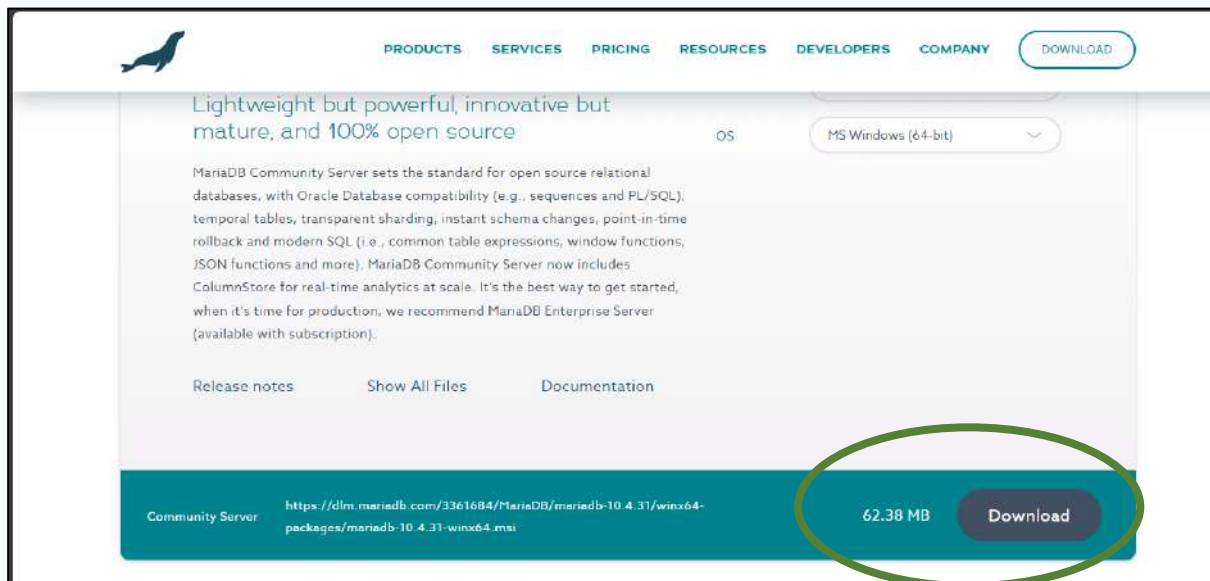 PRODUCTS SERVICES PRICING RESOURCES DEVELOPERS COMPANY DOWNLOAD
Lightweight but powerful, innovative but
mature, and 100% open source
OS MS Windows (64-bit)
MariaDB Community Server sets the standard for open source relational
databases, with Oracle Database compatibility (e.g., sequences and PL/SQL),
temporal tables, transparent sharding, instant schema changes, point-in-time
rollback and modern SQL (i.e., common table expressions, window functions,
JSON functions and more). MariaDB Community Server now includes
ColumnStore for real-time analytics at scale. It's the best way to get started,
when it's time for production, we recommend MariaDB Enterprise Server
(available with subscription).
Release notes Show All Files Documentation
Community Server
https://dlm.mariadb.com/3361684/MariaDB/mariadb-10.4.31/winx64-
packages/mariadb-10.4.31-winx64.msi
62.38 MB Download